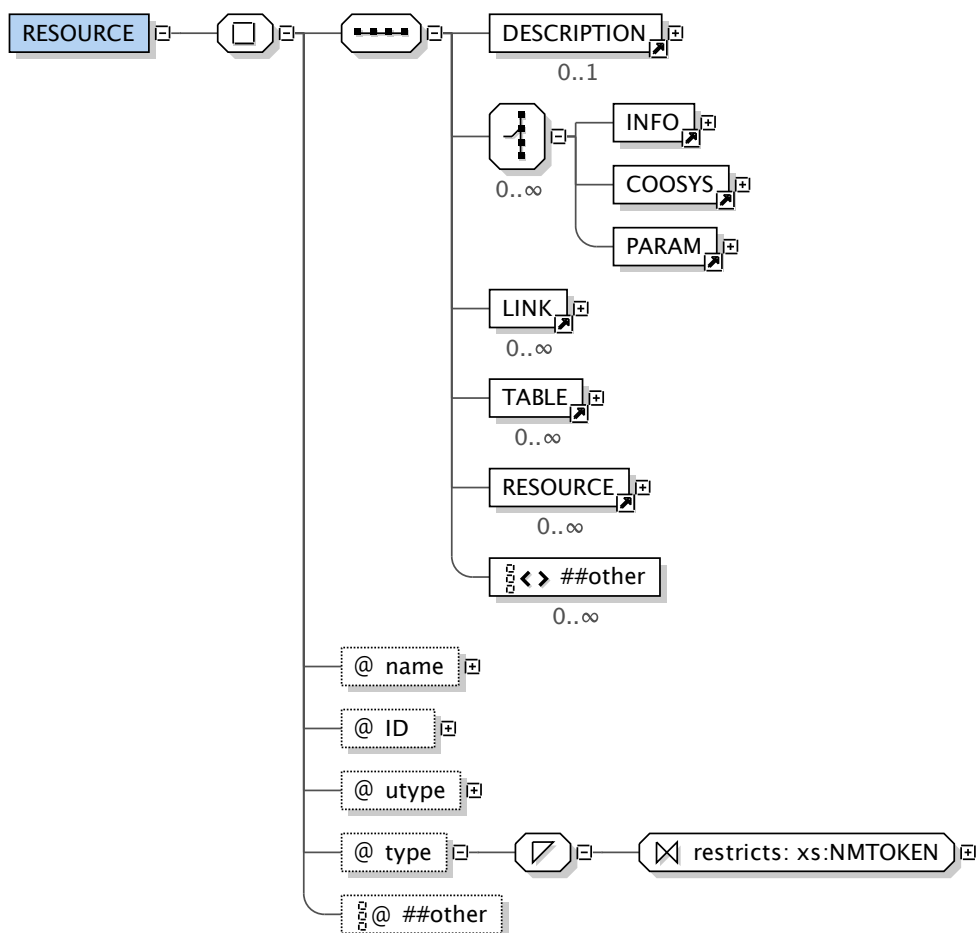 RESOURCE
DESCRIPTION
0..1
0..∞
INFO
COOSYS
PARAM
LINK
0..∞
TABLE
0..∞
RESOURCE
0..∞
##other
0..∞
@ name
@ ID
@ utype
@ type
restricts: xs:NMTOKEN
@ ##other